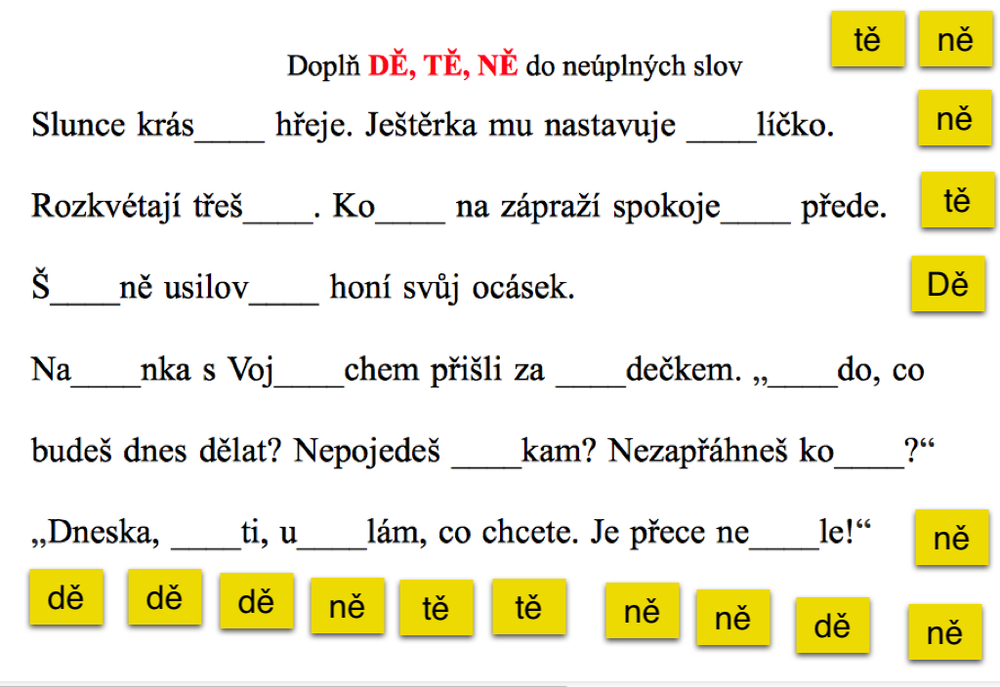 tě ně
Doplň DĚ, TĚ, NĚ do neúplných slov
Slunce krás____ hřeje. Ještěrka mu nastavuje ____líčko.
ně
Rozkvétají třeš____. Ko____ na zápraží spokoje____ přede.
tě
Š____ně usilov____ honí svůj ocásek.
Dě
Na____nka s Voj____chem přišli za ____dečkem. „____do, co
budeš dnes dělat? Nepojedeš ____kam? Nezapřáhneš ko____?“
„Dneska, ____ti, u____lám, co chcete. Je přece ne____le!“
ně
dě dě dě ně tě tě ně ně dě ně